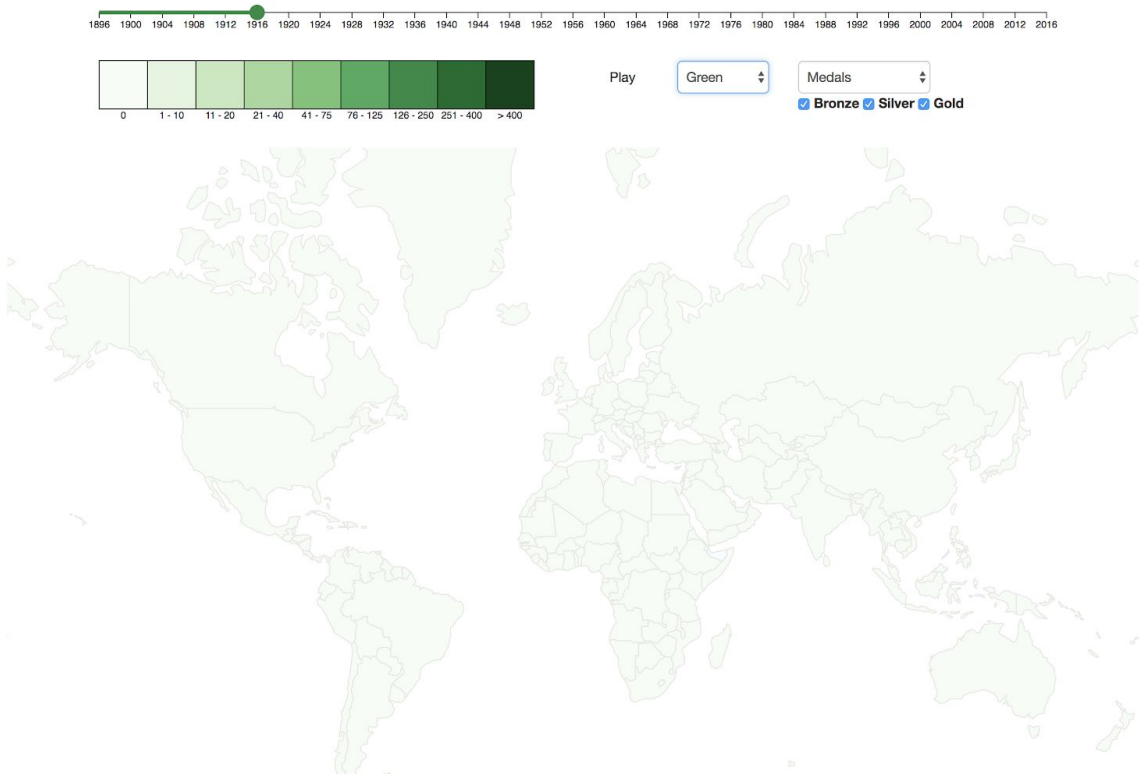 1896 1900 1904 1908 1912 1916 1920 1924 1928 1932 1936 1940 1944 1948 1952 1956 1960 1964 1968 1972 1976 1980 1984 1988 1992 1996 2000 2004 2008 2012 2016
Play Green Medals
Bronze Silver Gold
0 1 - 10 11 - 20 21 - 40 41 - 75 76 - 125 126 - 250 251 - 400 > 400